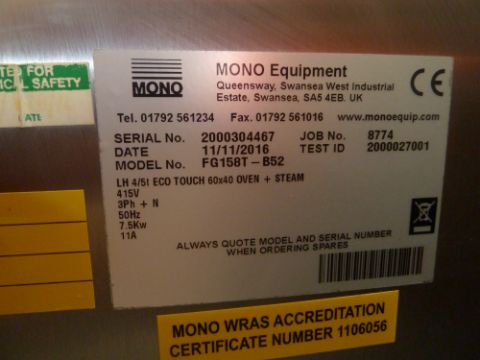 TED FOR
CAL SAFETY
ATE
MONO
MONO Equipment
Queensway, Swansea West Industrial
Estate, Swansea, SA5 4EB. UK
CE
Tel. 01792 561234 Fax. 01792 561016 www.monoequip.com
SERIAL No. 2000304467 JOB No. 8774
DATE 11/11/2016 TEST ID 2000027001
MODEL No. FG158T-B52
LH 4/5t ECO TOUCH 60x40 OVEN + STEAM
415V
3Ph + N
50Hz
7.5Kw
11A
ALWAYS QUOTE MODEL AND SERIAL NUMBER
WHEN ORDERING SPARES
MONO WRAS ACCREDITATION
CERTIFICATE NUMBER 1106056